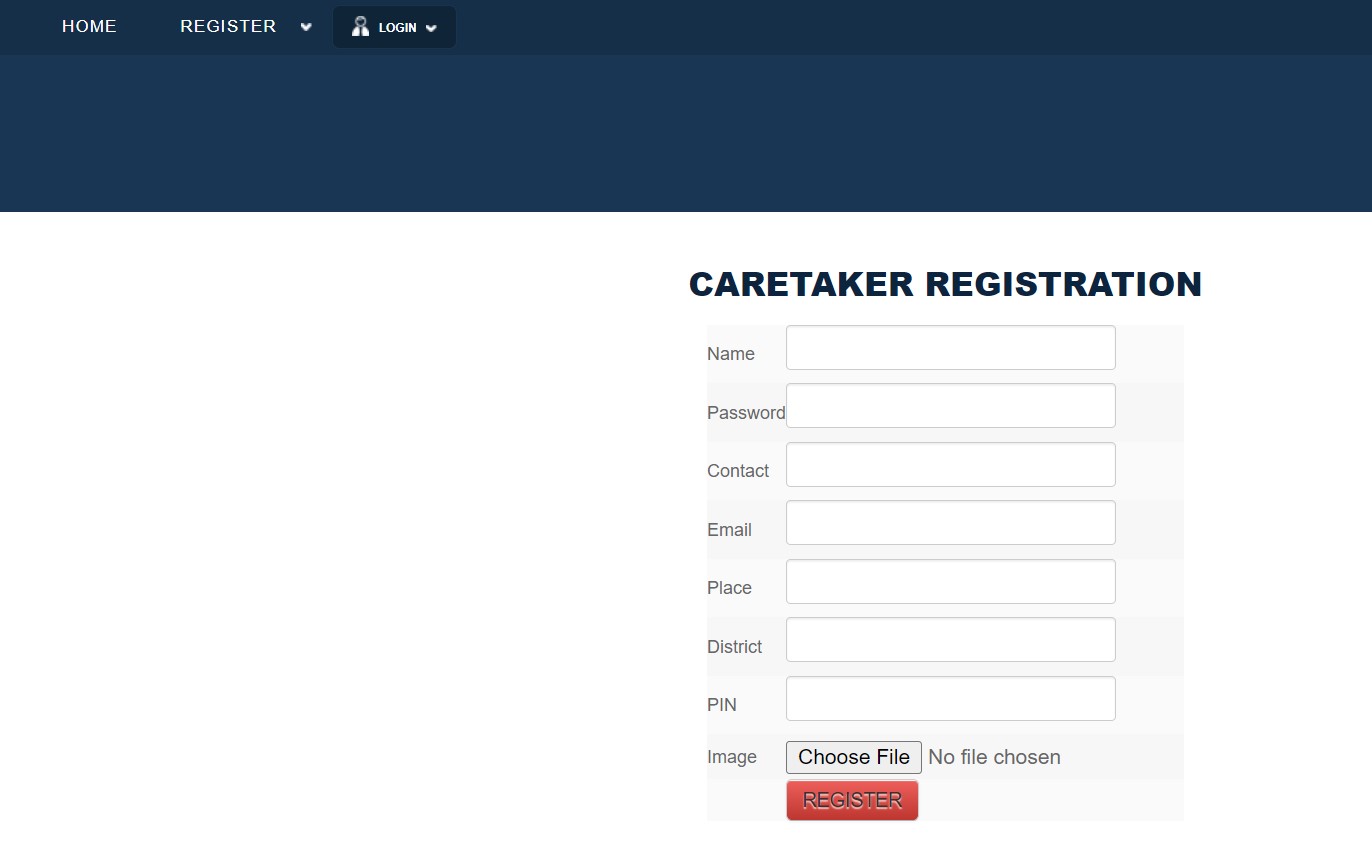 HOME REGISTER LOGIN
CARETAKER REGISTRATION
Name
Password
Contact
Email
Place
District
PIN
Image Choose File No file chosen
REGISTER